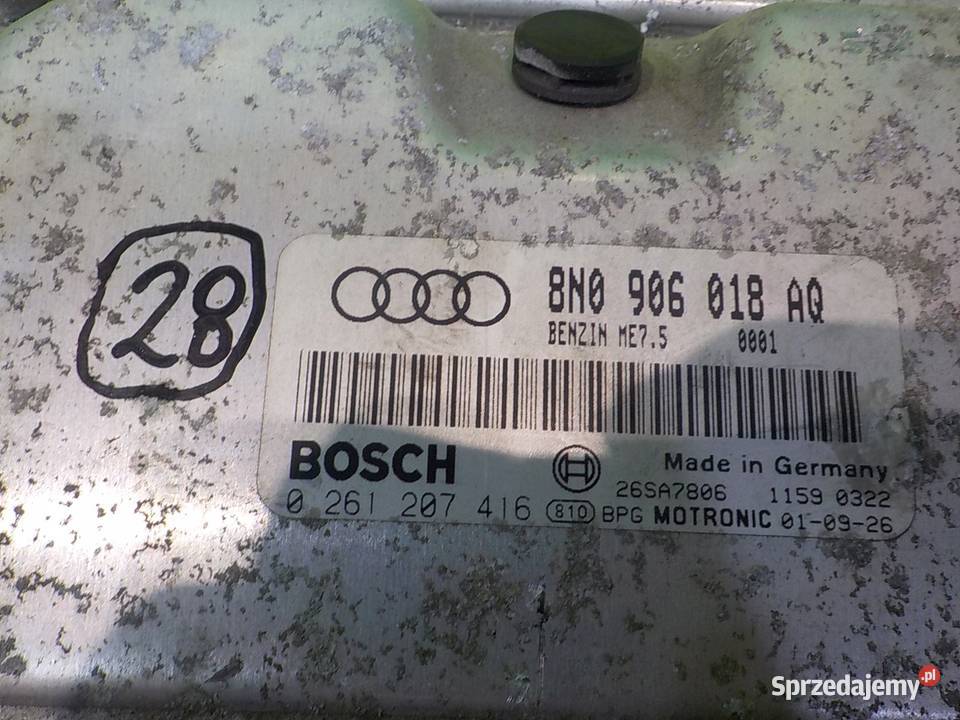 28
8N0 906 018 AQ
BENZIN ME7.5 0001
BOSCH
Made in Germany
26SA7806 1159 0322
0 261 207 416 810 BPG MOTRONIC 01-09-26
Sprzedajemy.pl